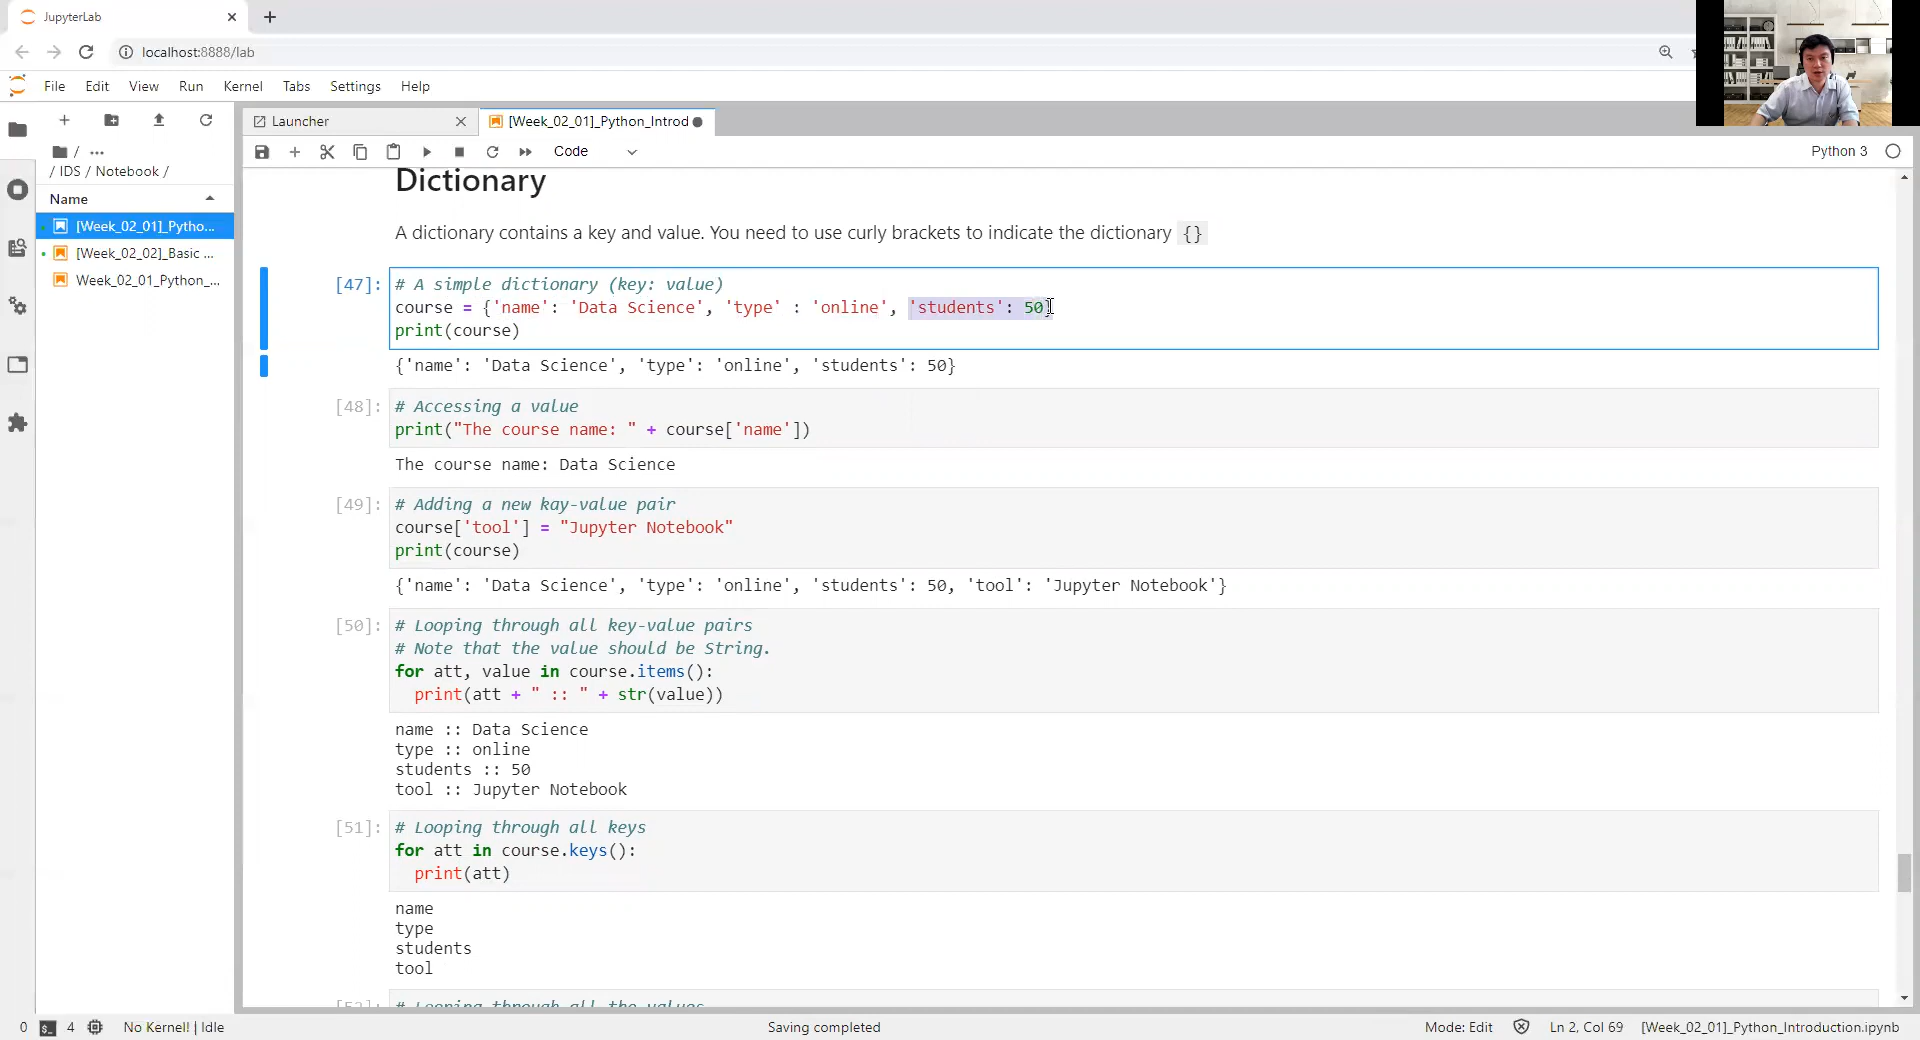 JupyterLab
localhost:8888/lab
File Edit View Run Kernel Tabs Settings Help
Launcher
[Week_02_01]_Python_Introd
/ …
/ IDS / Notebook /
Code
Python 3
Name
[Week_02_01]_Pytho…
[Week_02_02]_Basic …
Week_02_01_Python_…
Dictionary
A dictionary contains a key and value. You need to use curly brackets to indicate the dictionary {}
[47]: # A simple dictionary (key: value)
course = {'name': 'Data Science', 'type' : 'online', 'students': 50}
print(course)
{'name': 'Data Science', 'type': 'online', 'students': 50}
[48]: # Accessing a value
print("The course name: " + course['name'])
The course name: Data Science
[49]: # Adding a new kay-value pair
course['tool'] = "Jupyter Notebook"
print(course)
{'name': 'Data Science', 'type': 'online', 'students': 50, 'tool': 'Jupyter Notebook'}
[50]: # Looping through all key-value pairs
# Note that the value should be String.
for att, value in course.items():
print(att + " :: " + str(value))
name :: Data Science
type :: online
students :: 50
tool :: Jupyter Notebook
[51]: # Looping through all keys
for att in course.keys():
print(att)
name
type
students
tool
[52]: # Looping through all the values
0 4 No Kernel! | Idle Saving completed Mode: Edit Ln 2, Col 69 [Week_02_01]_Python_Introduction.ipynb